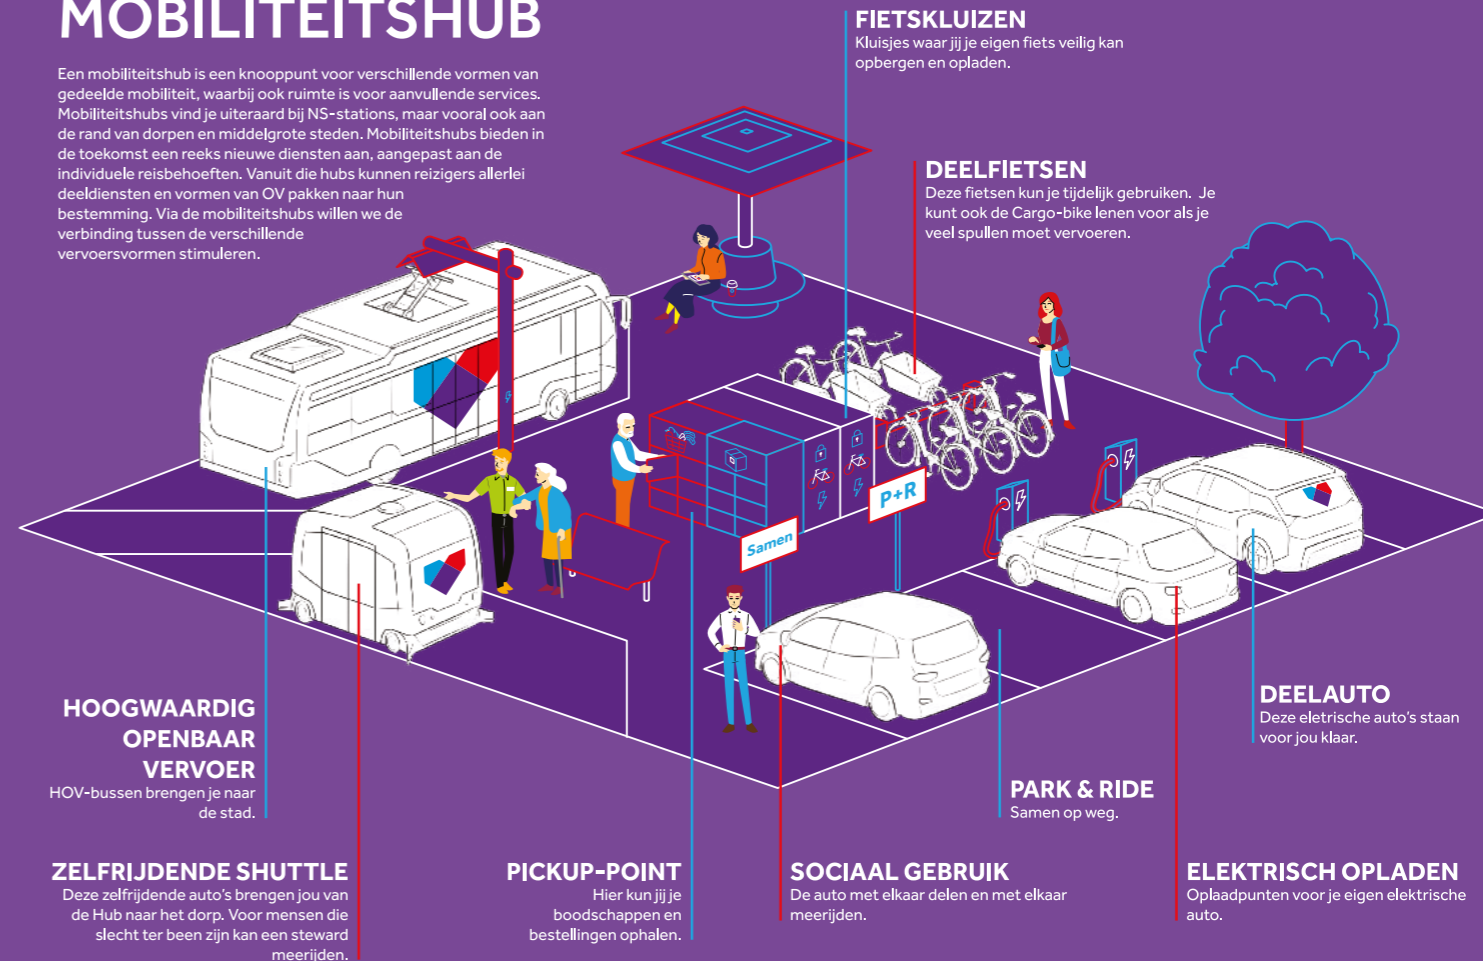 MOBILITEITSHUB
Een mobiliteitshub is een knooppunt voor verschillende vormen van
gedeelde mobiliteit, waarbij ook ruimte is voor aanvullende services.
Mobiliteitshubs vind je uiteraard bij NS-stations, maar vooral ook aan
de rand van dorpen en middelgrote steden. Mobiliteitshubs bieden in
de toekomst een reeks nieuwe diensten aan, aangepast aan de
individuele reisbehoeften. Vanuit die hubs kunnen reizigers allerlei
deeldiensten en vormen van OV pakken naar hun
bestemming. Via de mobiliteitshubs willen we de
verbinding tussen de verschillende
vervoersvormen stimuleren.
FIETSKLUIZEN
Kluisjes waar jij je eigen fiets veilig kan
opbergen en opladen.
DEELFIETSEN
Deze fietsen kun je tijdelijk gebruiken. Je
kunt ook de Cargo-bike lenen voor als je
veel spullen moet vervoeren.
P+R
Samen
HOOGWAARDIG
OPENBAAR
VERVOER
HOV-bussen brengen je naar
de stad.
ZELFRIJDENDE SHUTTLE
Deze zelfrijdende auto's brengen jou van
de Hub naar het dorp. Voor mensen die
slecht ter been zijn kan een steward
meerijden.
PICKUP-POINT
Hier kun jij je
boodschappen en
bestellingen ophalen.
SOCIAAL GEBRUIK
De auto met elkaar delen en met elkaar
meerijden.
PARK & RIDE
Samen op weg.
DEELAUTO
Deze eletrische auto's staan
voor jou klaar.
ELEKTRISCH OPLADEN
Oplaadpunten voor je eigen elektrische
auto.